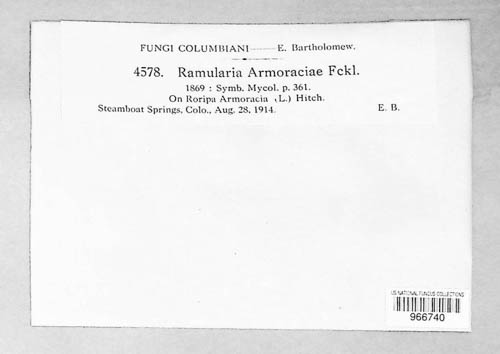 FUNGI COLUMBIANI——E. Bartholomew.
4578. Ramularia Armoraciae Fckl.
1869 : Symb. Mycol. p. 361.
On Roripa Armoracia (L.) Hitch.
Steamboat Springs, Colo., Aug. 28, 1914. E. B.
US NATIONAL FUNGUS COLLECTIONS
966740